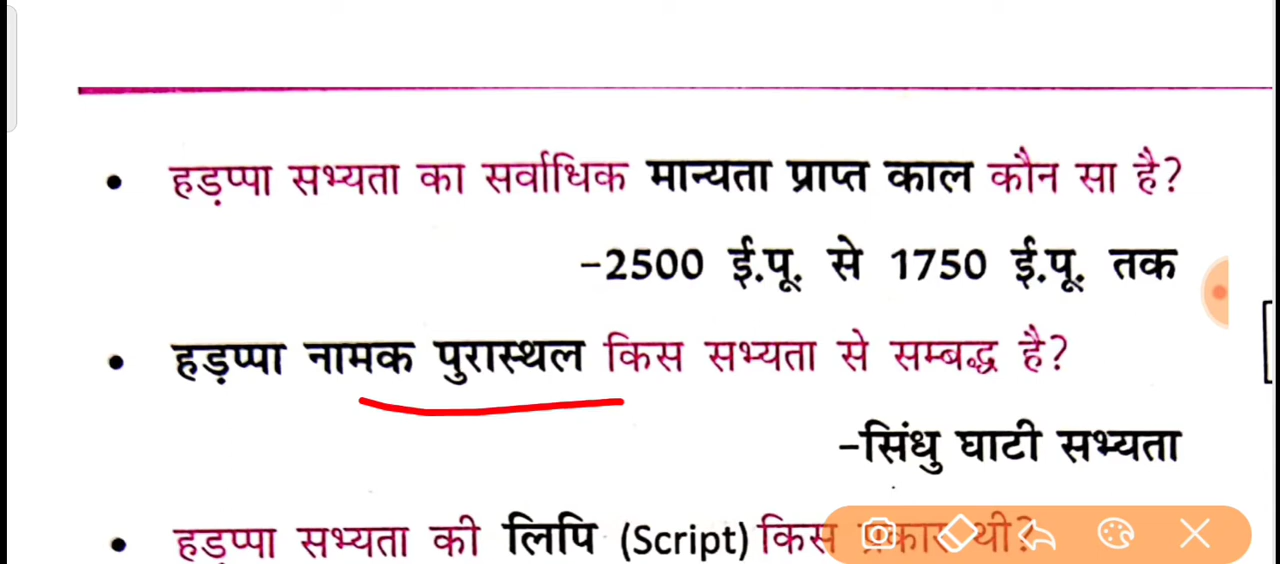 • हड़प्पा सभ्यता का सर्वाधिक मान्यता प्राप्त काल कौन सा है?
-2500 ई.पू. से 1750 ई.पू. तक
• हड़प्पा नामक पुरास्थल किस सभ्यता से सम्बद्ध है?
-सिंधु घाटी सभ्यता
• हड़प्पा सभ्यता की लिपि (Script) किस प्रकार थी?